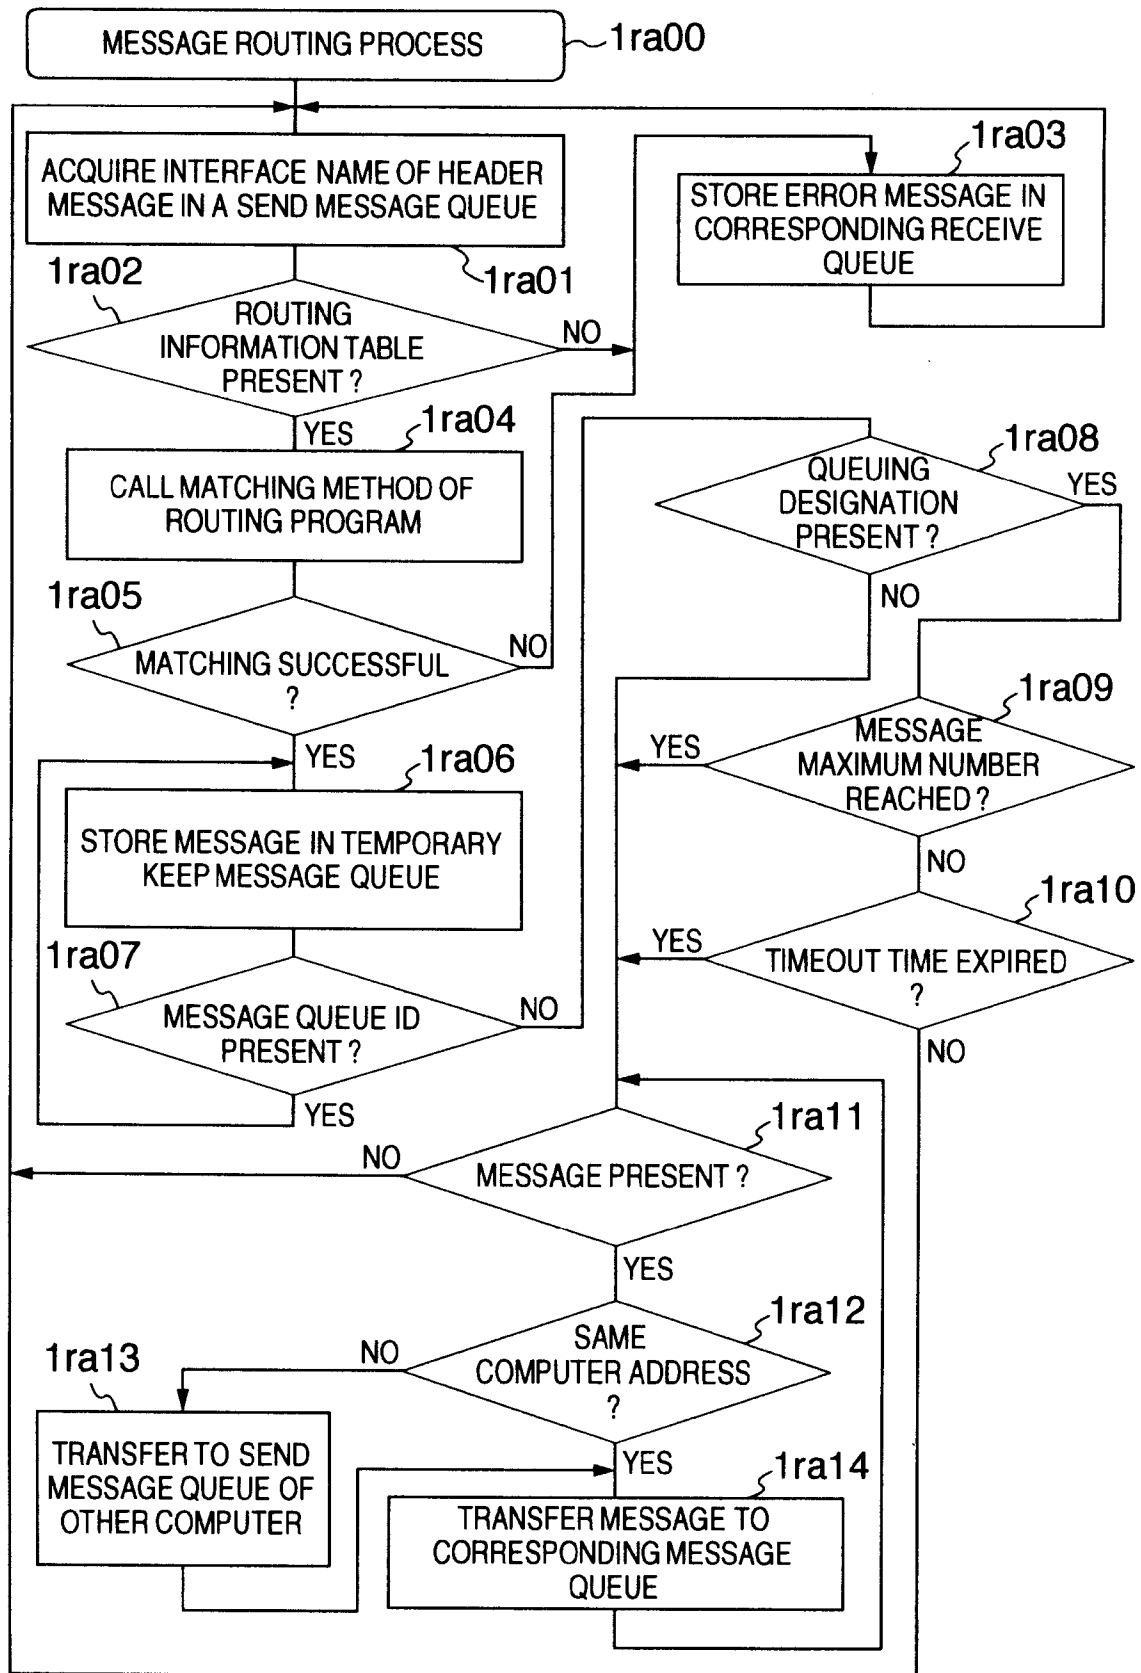 MESSAGE ROUTING PROCESS
1ra00
ACQUIRE INTERFACE NAME OF HEADER
MESSAGE IN A SEND MESSAGE QUEUE
1ra01
1ra02
ROUTING
INFORMATION TABLE
PRESENT ?
NO
YES
1ra03
STORE ERROR MESSAGE IN
CORRESPONDING RECEIVE
QUEUE
1ra04
CALL MATCHING METHOD OF
ROUTING PROGRAM
1ra05
MATCHING SUCCESSFUL
?
NO
YES
1ra06
STORE MESSAGE IN TEMPORARY
KEEP MESSAGE QUEUE
1ra07
MESSAGE QUEUE ID
PRESENT ?
NO
YES
1ra08
QUEUING
DESIGNATION
PRESENT ?
YES
NO
1ra09
MESSAGE
MAXIMUM NUMBER
REACHED ?
YES
NO
1ra10
TIMEOUT TIME EXPIRED
?
YES
NO
1ra11
MESSAGE PRESENT ?
NO
YES
1ra12
SAME
COMPUTER ADDRESS
?
NO
YES
1ra13
TRANSFER TO SEND
MESSAGE QUEUE OF
OTHER COMPUTER
1ra14
TRANSFER MESSAGE TO
CORRESPONDING MESSAGE
QUEUE